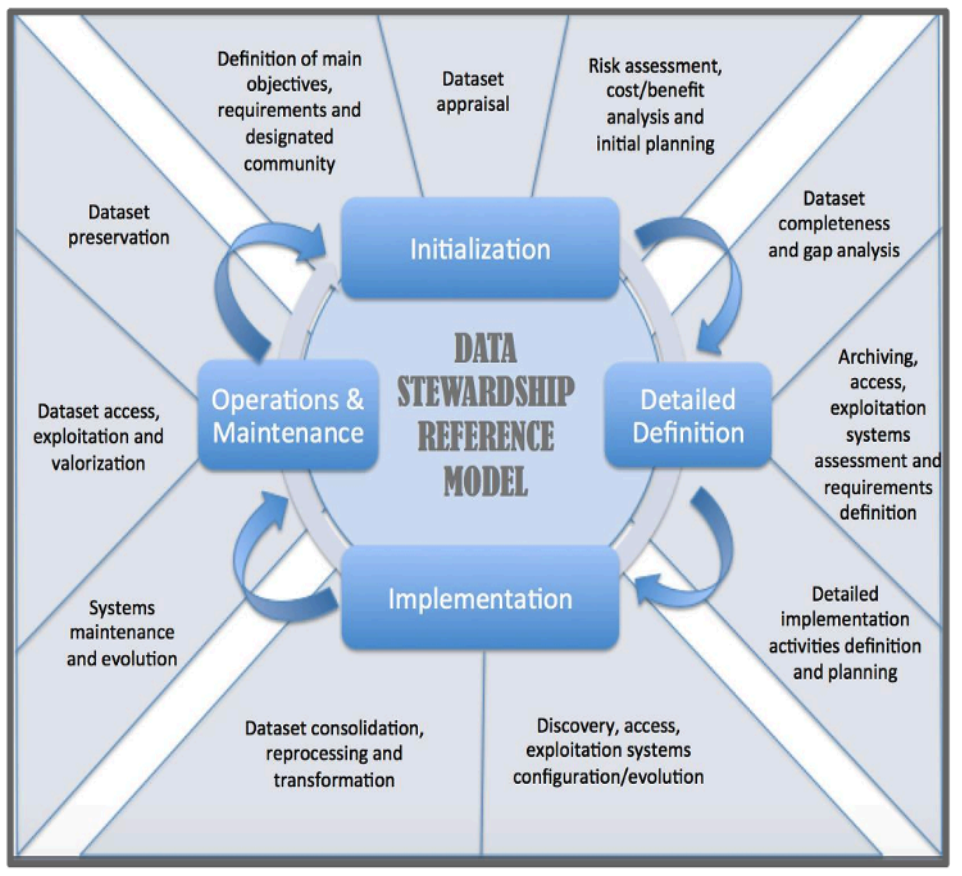 Definition of main
objectives,
requirements and
designated
community
Dataset
appraisal
Risk assessment,
cost/benefit
analysis and
initial planning
Dataset
preservation
Initialization
Dataset
completeness
and gap analysis
DATA
STEWARDSHIP
REFERENCE
MODEL
Operations &
Maintenance
Detailed
Definition
Archiving,
access,
exploitation
systems
assessment and
requirements
definition
Dataset access,
exploitation and
valorization
Implementation
Systems
maintenance
and evolution
Detailed
implementation
activities definition
and planning
Dataset consolidation,
reprocessing and
transformation
Discovery, access,
exploitation systems
configuration/evolution